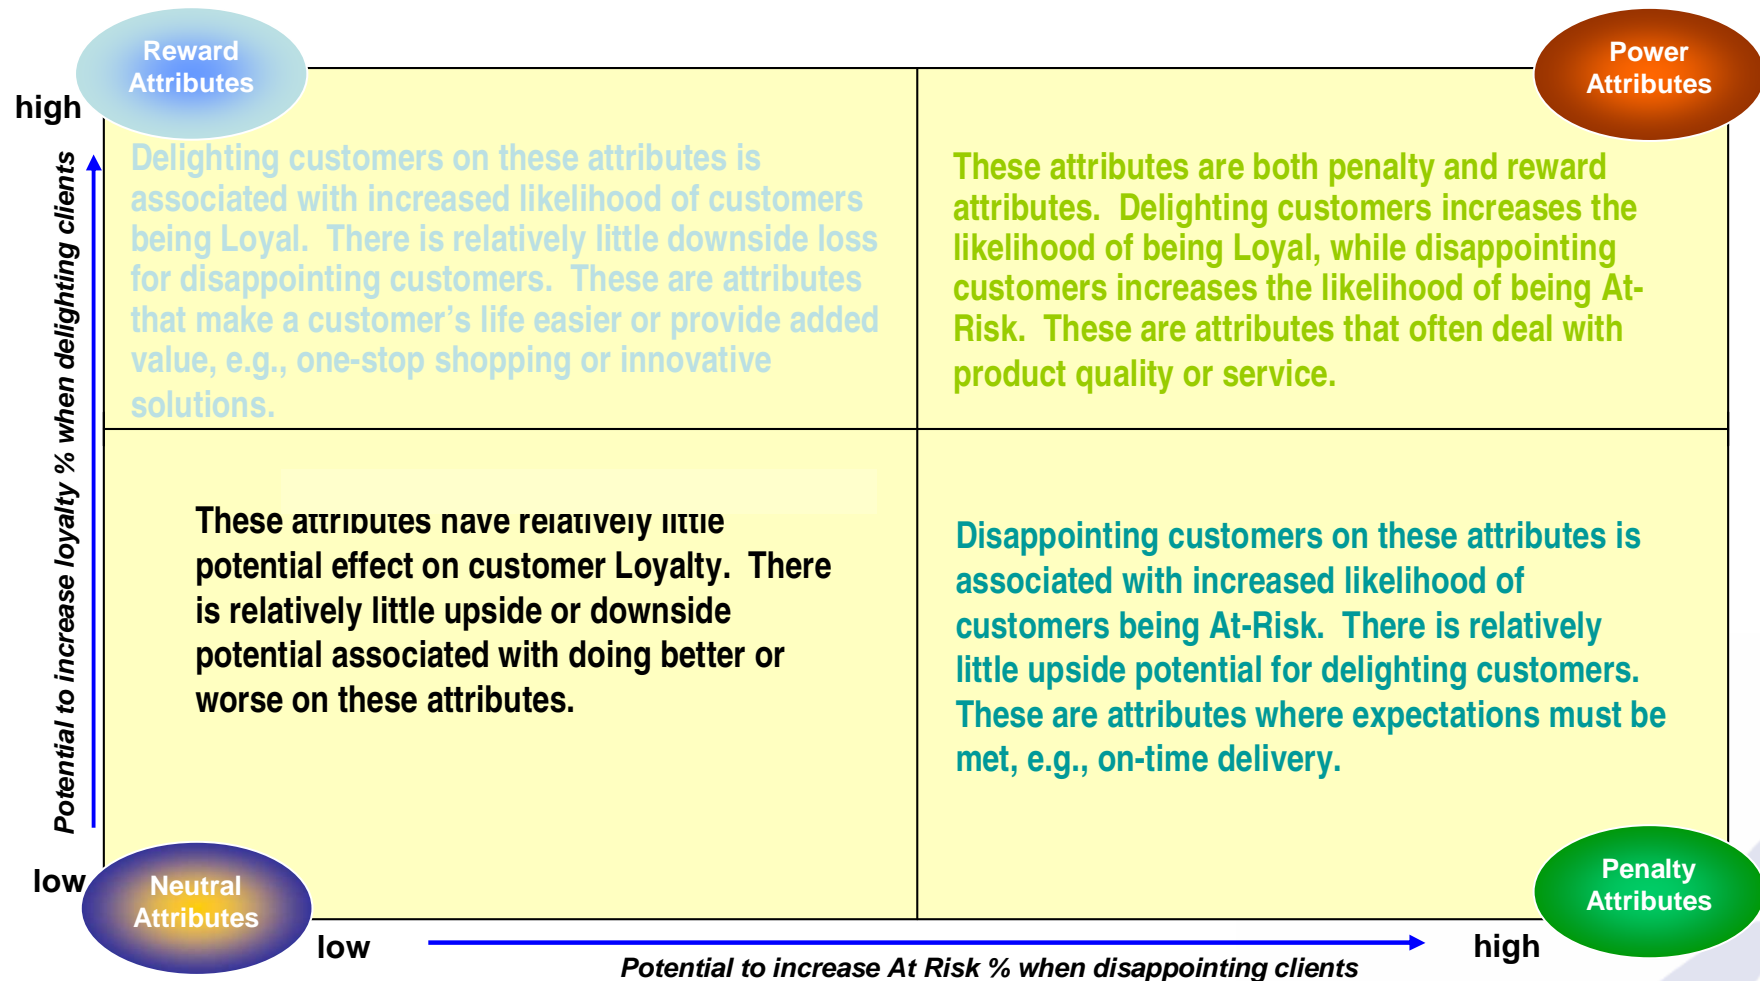 Reward
Attributes
Power
Attributes
high
Potential to increase loyalty % when delighting clients
Delighting customers on these attributes is
associated with increased likelihood of customers
being Loyal.  There is relatively little downside loss
for disappointing customers.  These are attributes
that make a customer’s life easier or provide added
value, e.g., one-stop shopping or innovative
solutions.
These attributes are both penalty and reward
attributes.  Delighting customers increases the
likelihood of being Loyal, while disappointing
customers increases the likelihood of being At-
Risk.  These are attributes that often deal with
product quality or service.
These attributes have relatively little
potential effect on customer Loyalty.  There
is relatively little upside or downside
potential associated with doing better or
worse on these attributes.
Disappointing customers on these attributes is
associated with increased likelihood of
customers being At-Risk.  There is relatively
little upside potential for delighting customers.
These are attributes where expectations must be
met, e.g., on-time delivery.
low
Neutral
Attributes
Penalty
Attributes
low
high
Potential to increase At Risk % when disappointing clients